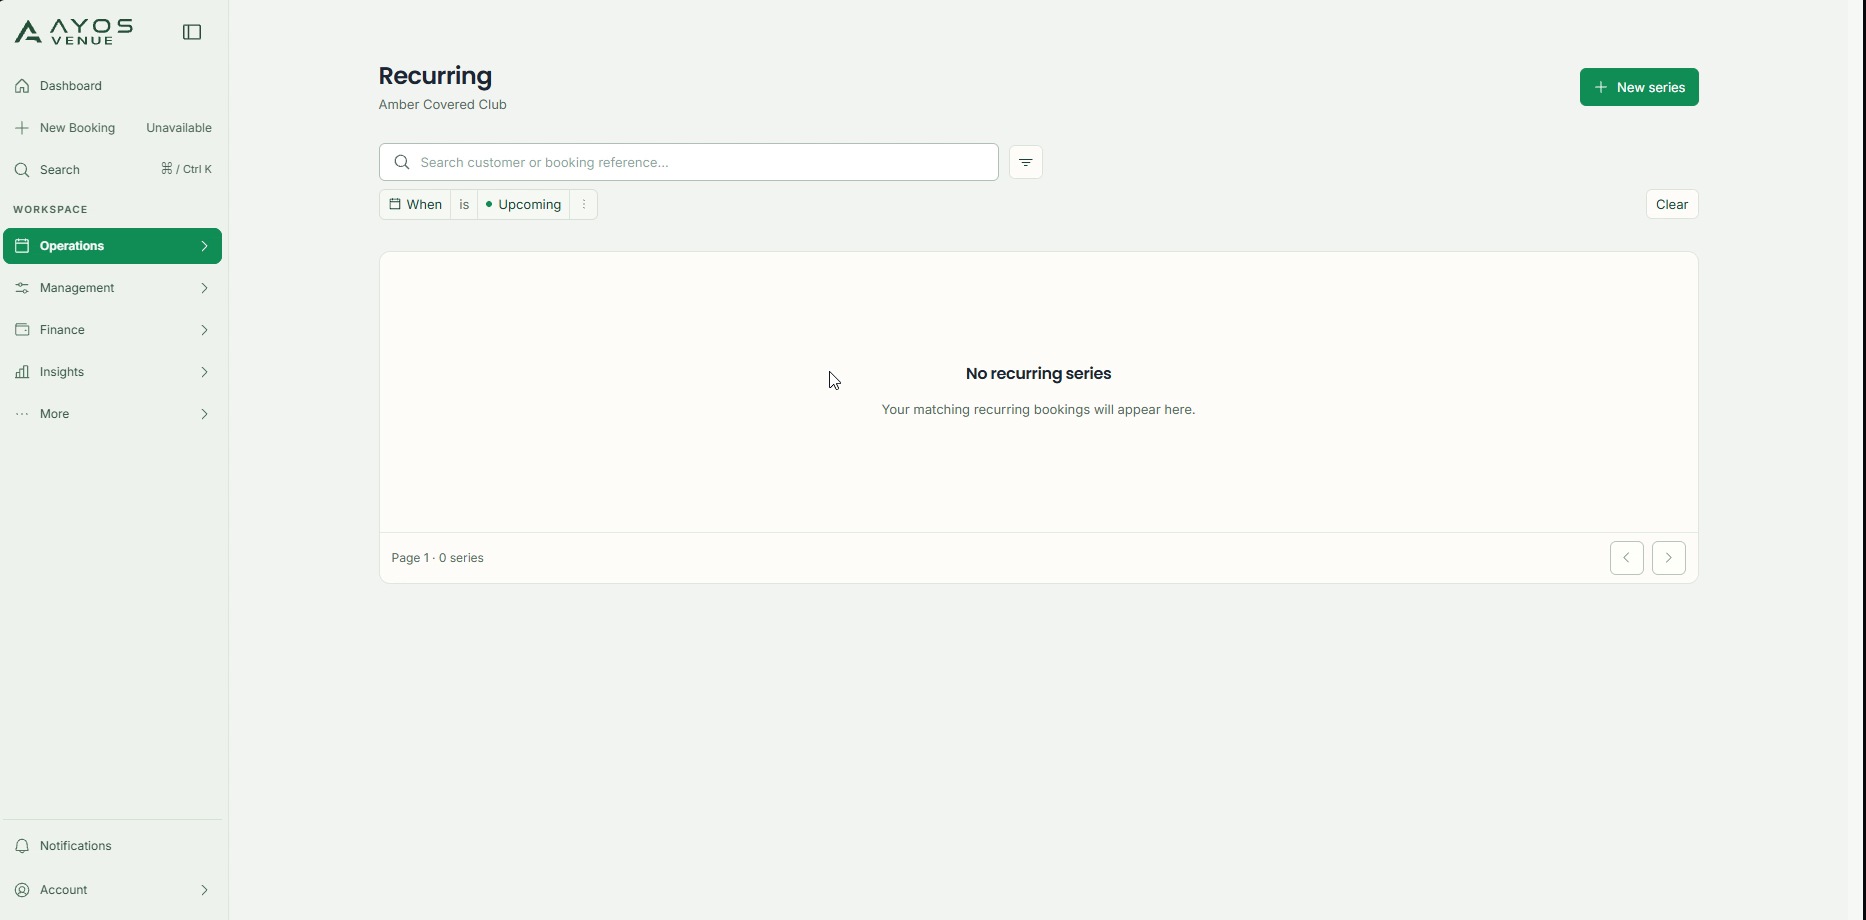 AYOS
VENUE
Dashboard
New Booking Unavailable
Search ⌘ / Ctrl K
WORKSPACE
Operations
Management
Finance
Insights
More
Notifications
Account
Recurring
Amber Covered Club
New series
Search customer or booking reference...
When is Upcoming
Clear
No recurring series
Your matching recurring bookings will appear here.
Page 1 · 0 series